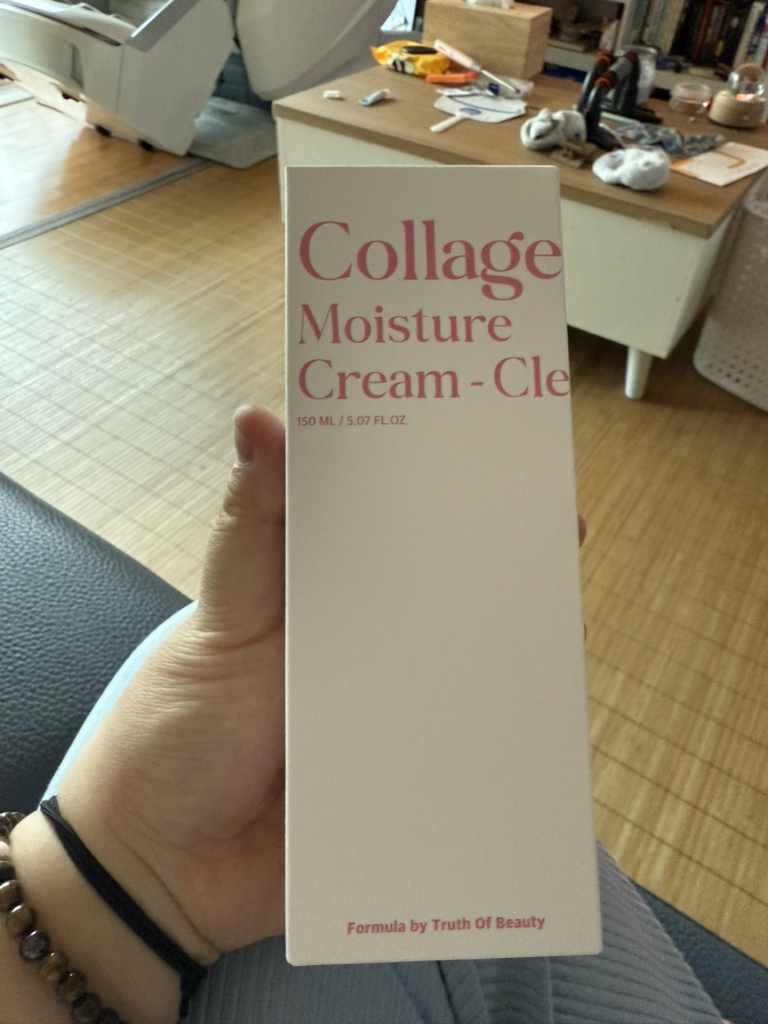 Collage
Moisture
Cream - Cle
150 ML / 5.07 FL.OZ.
Formula by Truth Of Beauty